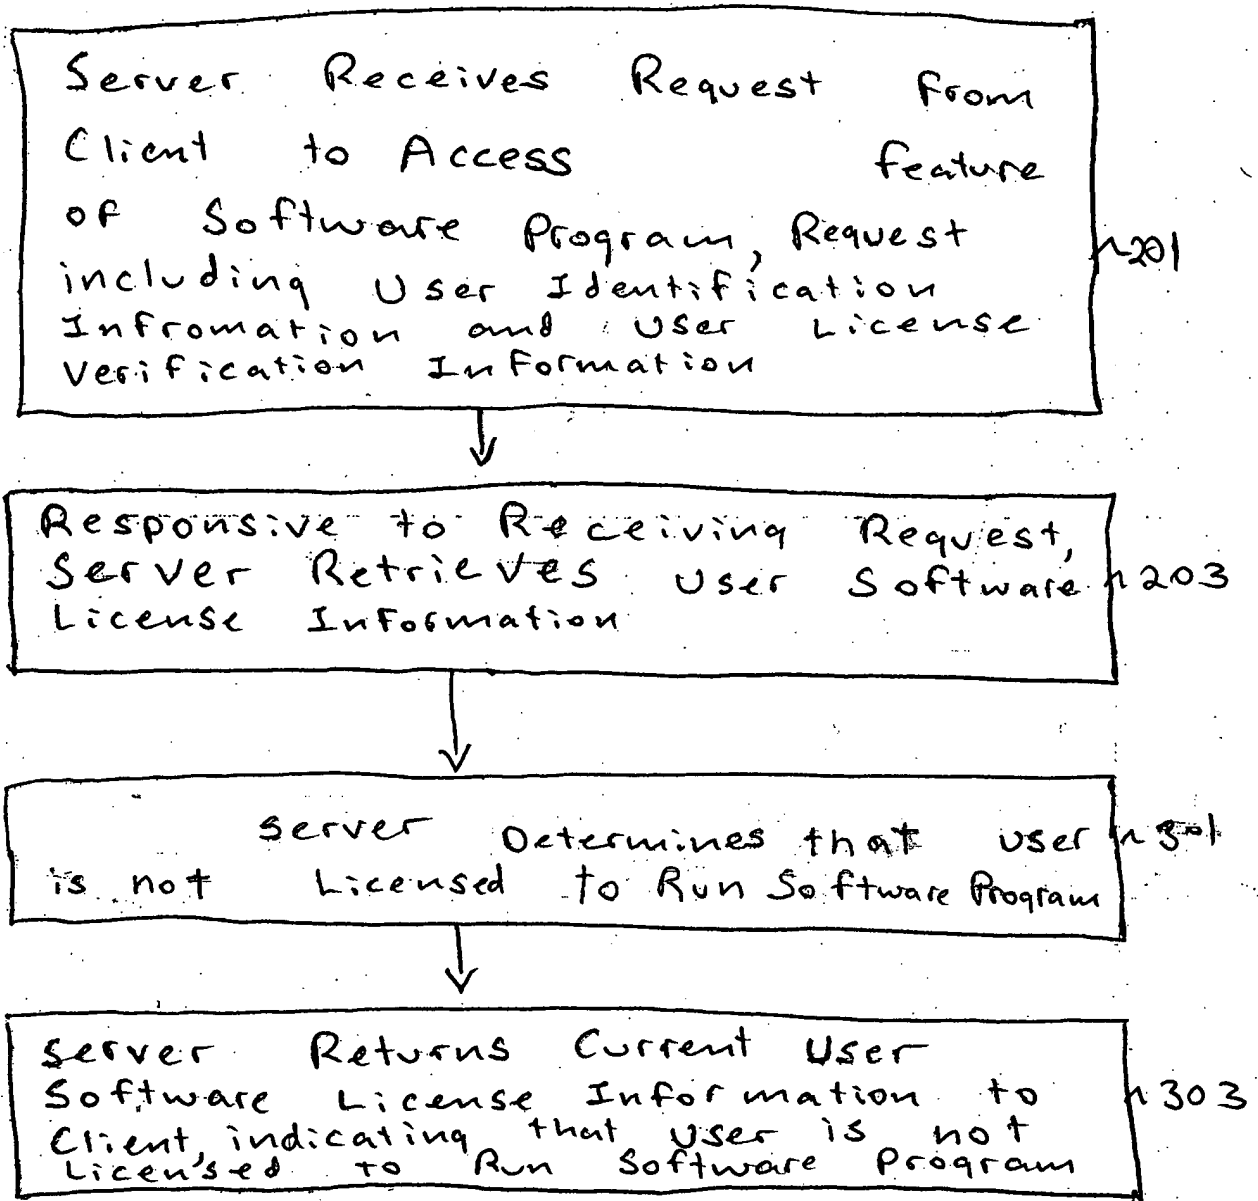 Server Receives Request from
Client to Access feature
of Software Program, Request
including User Identification
Infromation and User License
Verification Information
201
Responsive to Receiving Request,
Server Retrieves User Software
License Information
203
Server Determines that User
is not Licensed to Run Software Program
301
Server Returns Current User
Software License Information to
Client, indicating that User is not
Licensed to Run Software Program
303